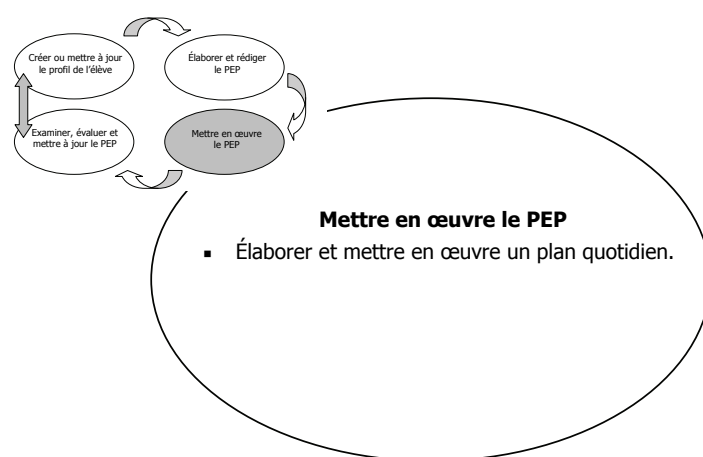 Créer ou mettre à jour
le profil de l'élève
Élaborer et rédiger
le PEP
Examiner, évaluer et
mettre à jour le PEP
Mettre en œuvre
le PEP
Mettre en œuvre le PEP
▪ Élaborer et mettre en œuvre un plan quotidien.